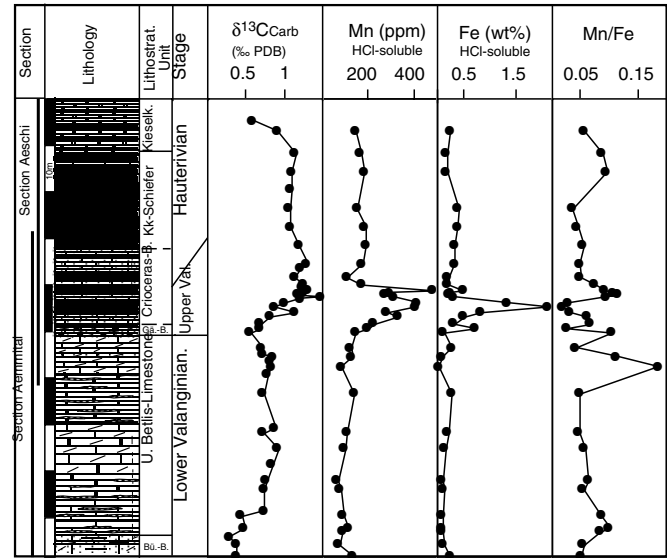 Section
Lithology
Lithostrat.
Unit
Stage
δ13CCarb
(‰ PDB)
0.5 1
Mn (ppm)
HCl-soluble
200 400
Fe (wt%)
HCl-soluble
0.5 1.5
Mn/Fe
0.05 0.15
Section Aeschi
Section Aemmital
10m
Kieselk.
Kk-Schiefer
Crioceras-B.
Gä.-B.
U. Betlis-Limestone
Bü.-B.
Hauterivian
Upper Val.
Lower Valanginian.